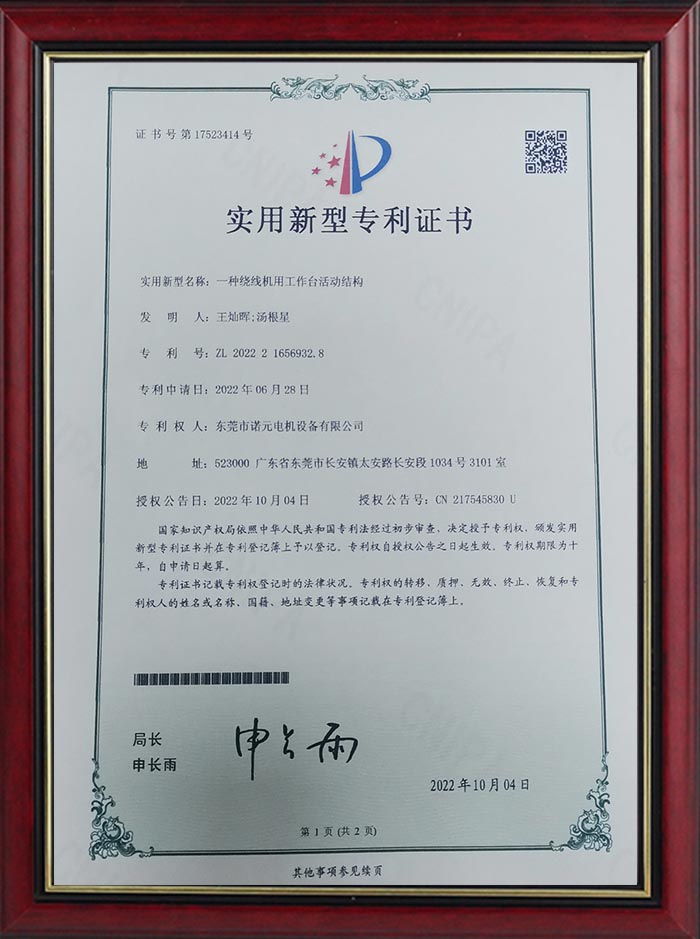 证书号第17523414号
实用新型专利证书
实用新型名称：一种绕线机用工作台活动结构
发 明 人：王灿晖;汤根星
专 利 号：ZL 2022 2 1656932.8
专利申请日：2022年06月28日
专 利 权 人：东莞市诺元电机设备有限公司
地 址：523000 广东省东莞市长安镇太安路长安段1034号3101室
授权公告日：2022年10月04日 授权公告号：CN 217545830 U
国家知识产权局依照中华人民共和国专利法经过初步审查，决定授予专利权，颁发实用
新型专利证书并在专利登记簿上予以登记。专利权自授权公告之日起生效。专利权期限为十
年，自申请日起算。
专利证书记载专利权登记时的法律状况。专利权的转移、质押、无效、终止、恢复和专
利权人的姓名或名称、国籍、地址变更等事项记载在专利登记簿上。
局长
申长雨
申长雨
2022年10月04日
第 1 页 (共 2 页)
其他事项参见续页
CNIPA